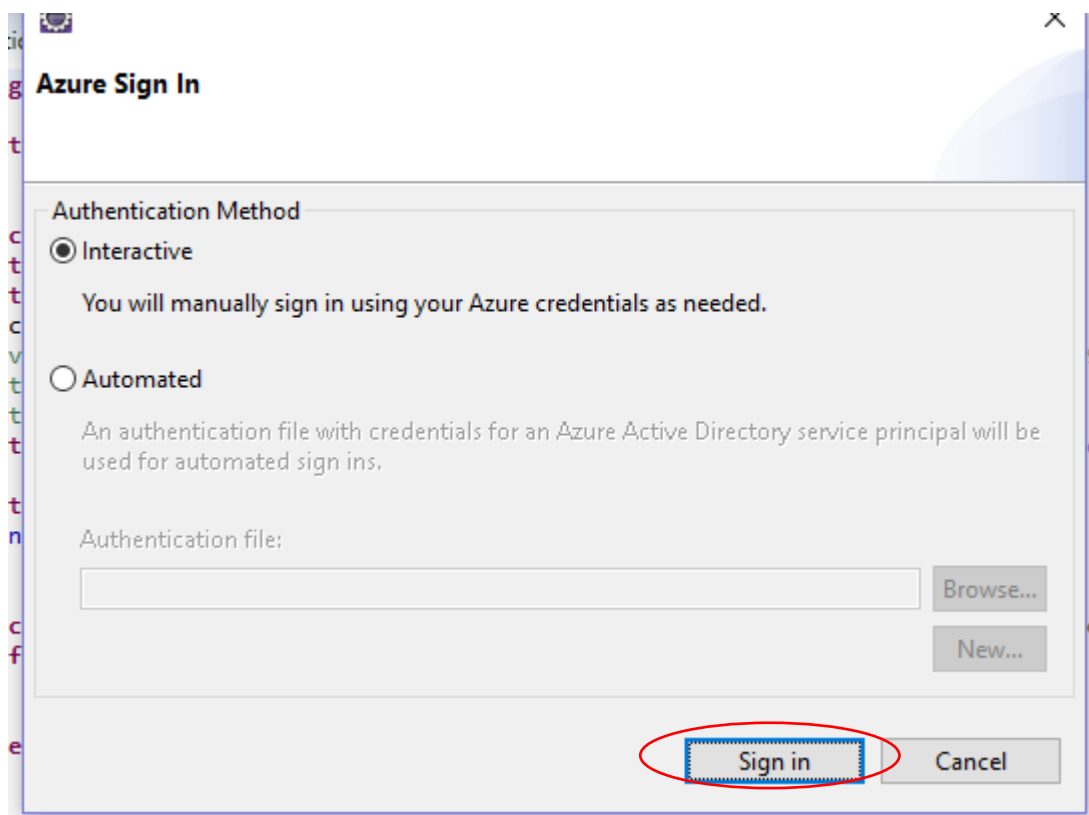 Azure Sign In
Authentication Method
Interactive
You will manually sign in using your Azure credentials as needed.
Automated
An authentication file with credentials for an Azure Active Directory service principal will be
used for automated sign ins.
Authentication file:
Browse...
New...
Sign in
Cancel